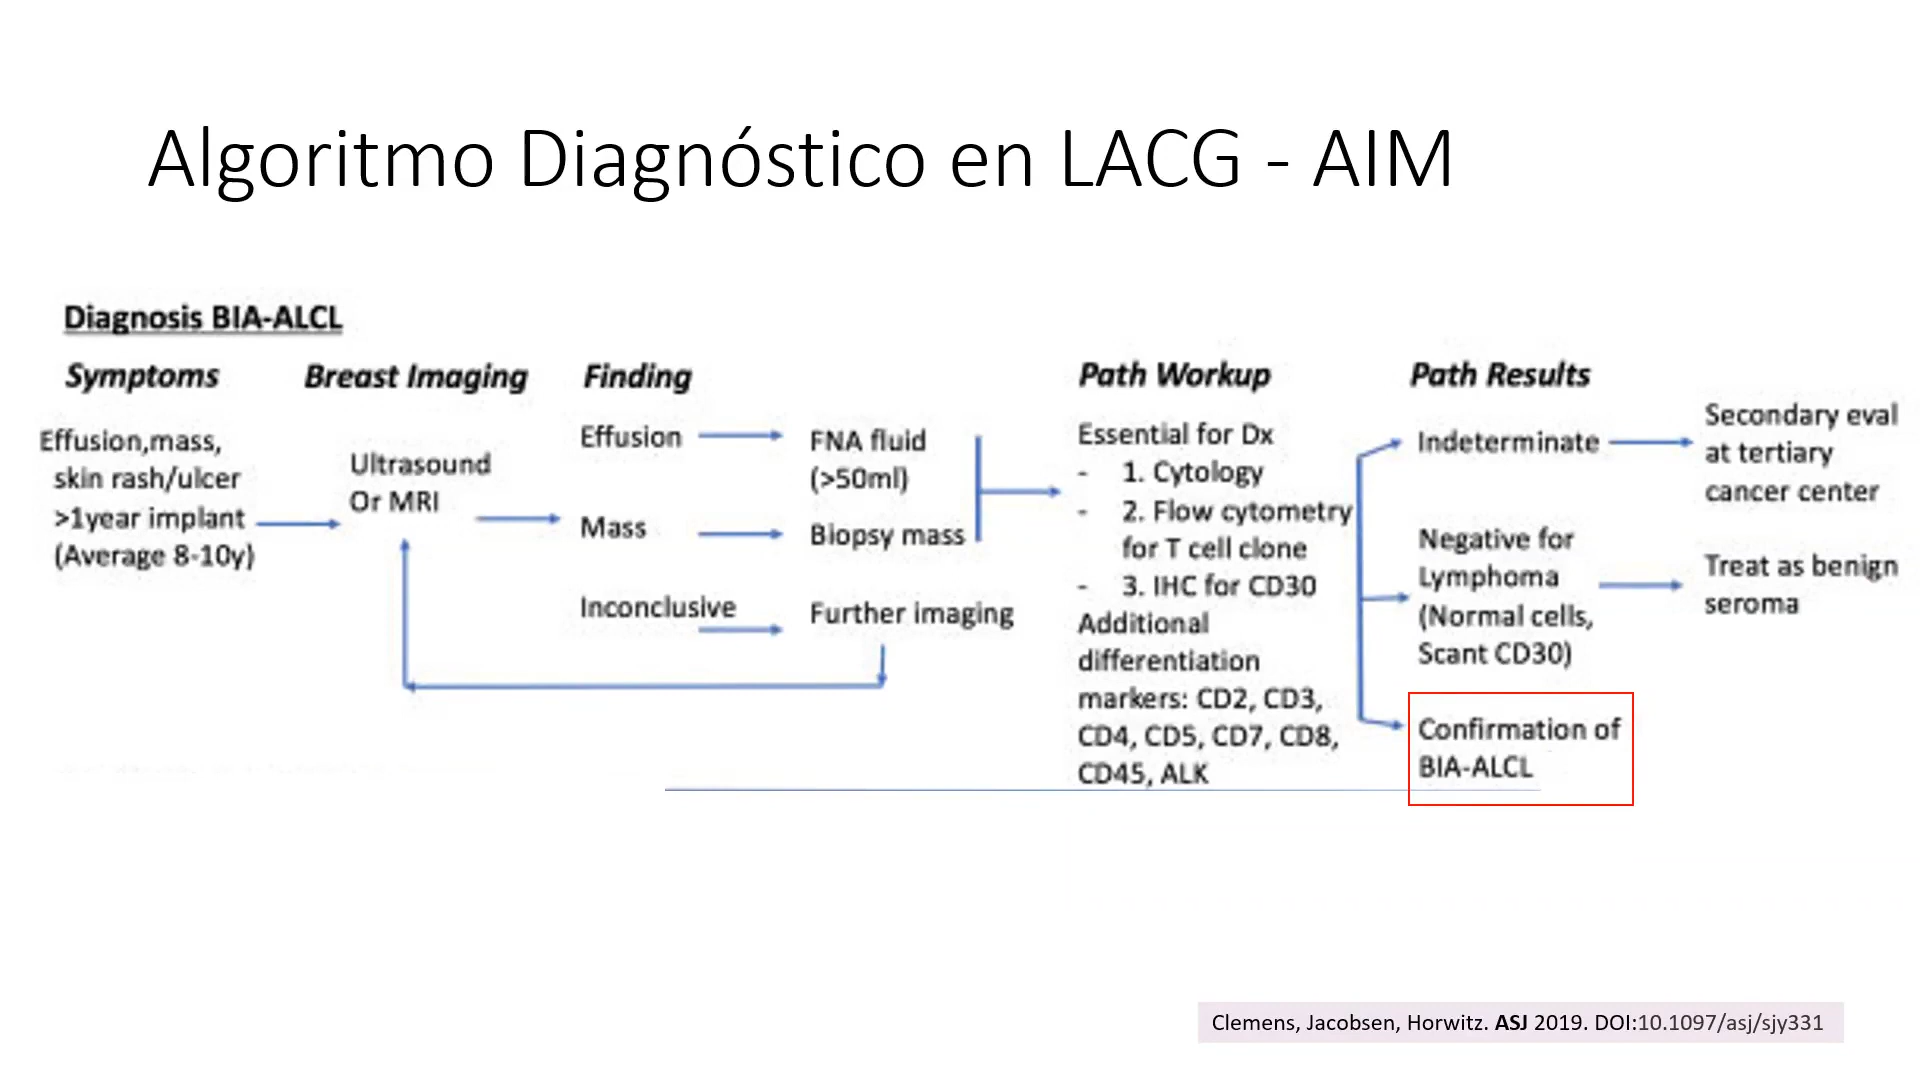 Algoritmo Diagnóstico en LACG - AIM
Diagnosis BIA-ALCL
Symptoms
Effusion,mass,
skin rash/ulcer
>1year implant
(Average 8-10y)
Breast Imaging
Ultrasound
Or MRI
Finding
Effusion
FNA fluid
(>50ml)
Mass
Biopsy mass
Inconclusive
Further imaging
Path Workup
Essential for Dx
- 1. Cytology
- 2. Flow cytometry
for T cell clone
- 3. IHC for CD30
Additional
differentiation
markers: CD2, CD3,
CD4, CD5, CD7, CD8,
CD45, ALK
Path Results
Indeterminate
Secondary eval
at tertiary
cancer center
Negative for
Lymphoma
(Normal cells,
Scant CD30)
Treat as benign
seroma
Confirmation of
BIA-ALCL
Clemens, Jacobsen, Horwitz. ASJ 2019. DOI:10.1097/asj/sjy331